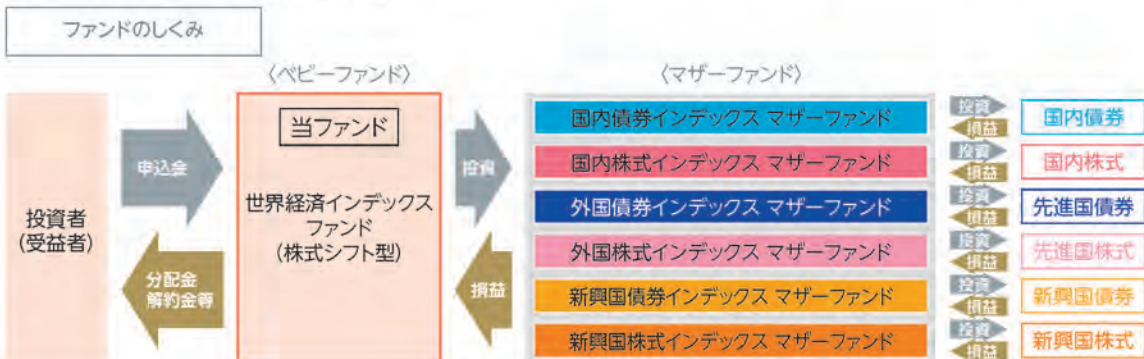 ファンドのしくみ
〈ベビーファンド〉
〈マザーファンド〉
投資者
(受益者)
申込金
分配金
解約金等
当ファンド
世界経済インデックス
ファンド
(株式シフト型)
投資
損益
国内債券インデックス マザーファンド
投資
損益
国内債券
国内株式インデックス マザーファンド
投資
損益
国内株式
外国債券インデックス マザーファンド
投資
損益
先進国債券
外国株式インデックス マザーファンド
投資
損益
先進国株式
新興国債券インデックス マザーファンド
投資
損益
新興国債券
新興国株式インデックス マザーファンド
投資
損益
新興国株式